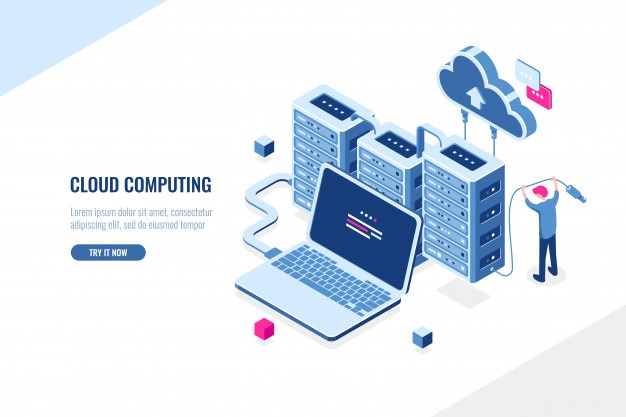 CLOUD COMPUTING
Lorem ipsum dolor sit amet, consectetur
adipiscing elit, sed do eiusmod tempor
TRY IT NOW